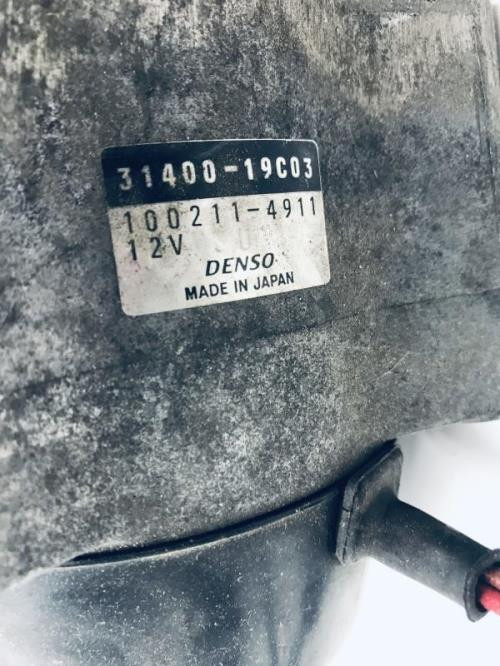 31400-19C03
100211-4911
12V
DENSO
MADE IN JAPAN